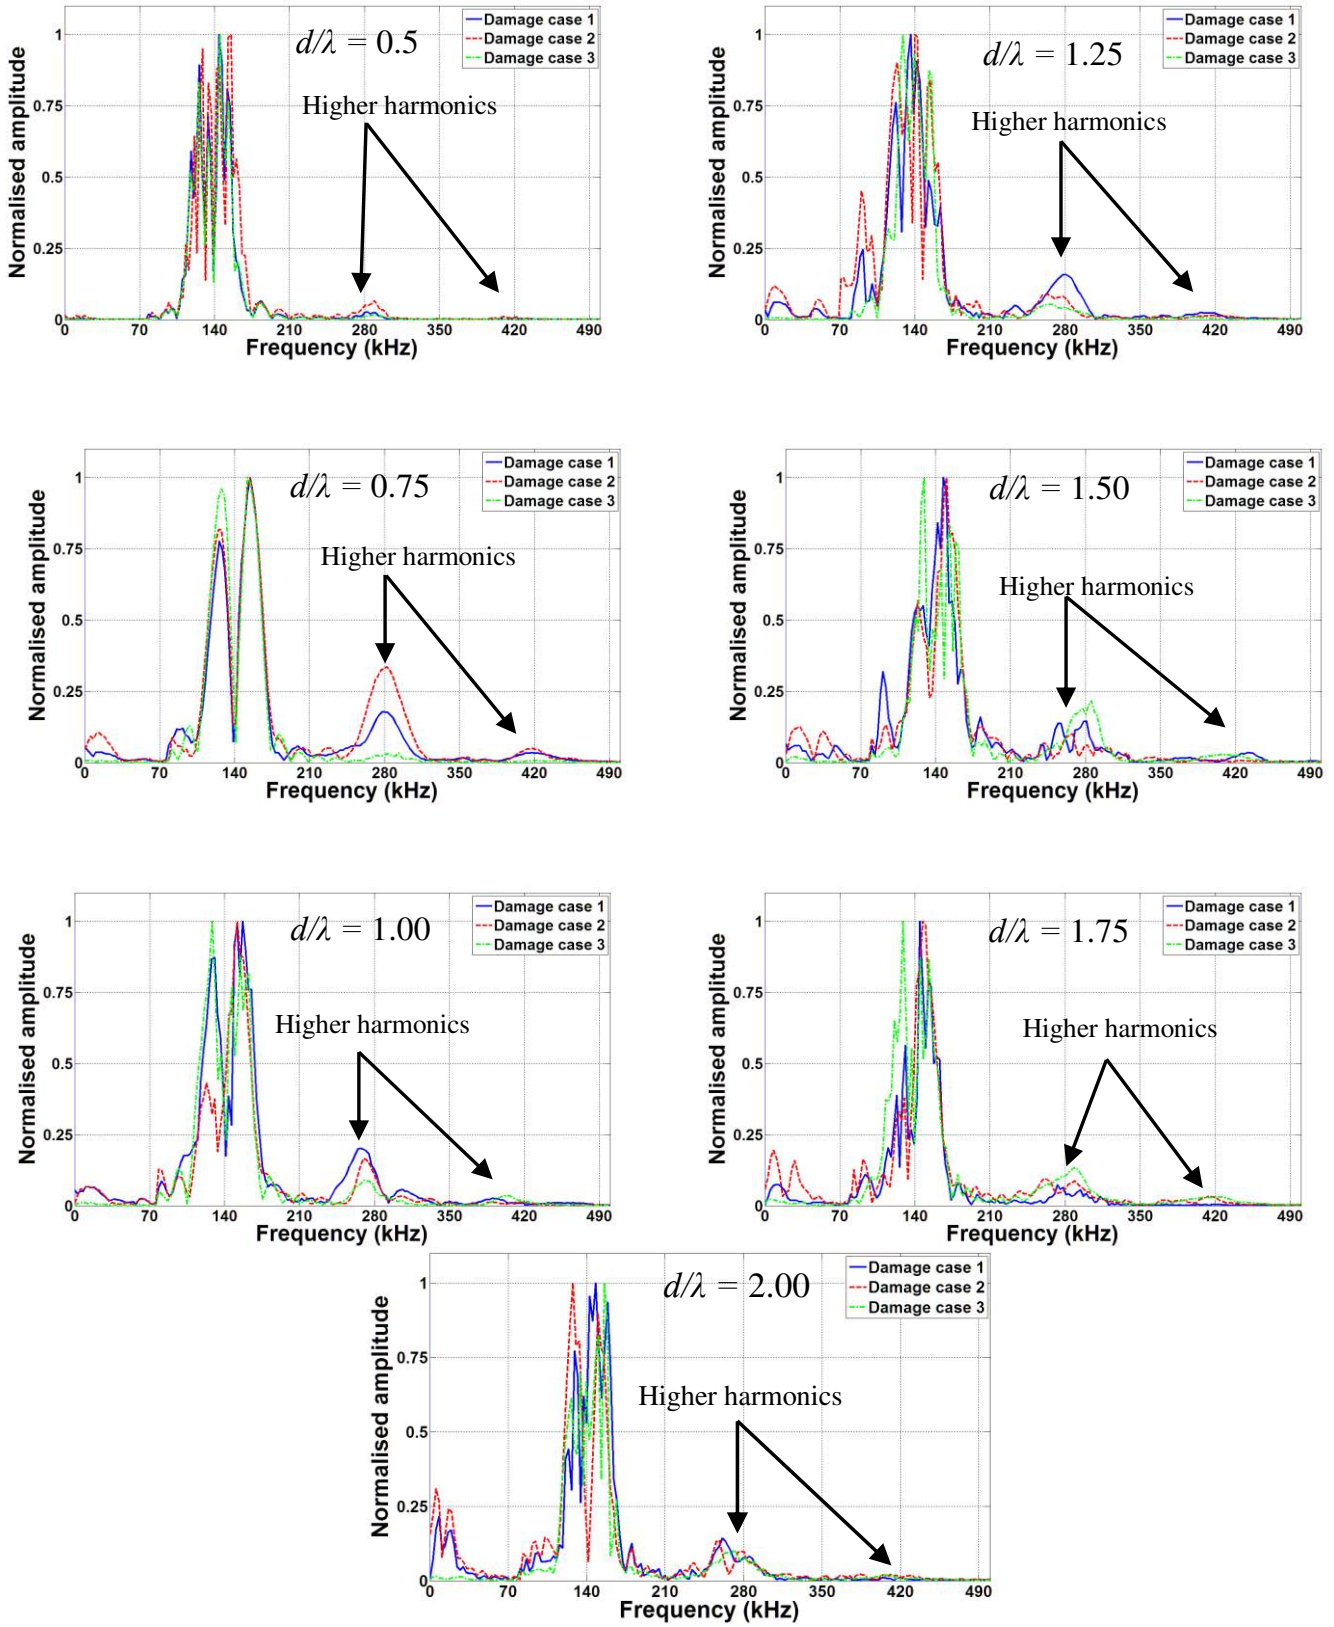 Damage case 1
Damage case 2
Damage case 3
d/λ = 0.5
Higher harmonics
Normalised amplitude
1
0.75
0.5
0.25
0
0 70 140 210 280 350 420 490
Frequency (kHz)
Damage case 1
Damage case 2
Damage case 3
d/λ = 1.25
Higher harmonics
Normalised amplitude
1
0.75
0.5
0.25
0
0 70 140 210 280 350 420 490
Frequency (kHz)
Damage case 1
Damage case 2
Damage case 3
d/λ = 0.75
Higher harmonics
Normalised amplitude
1
0.75
0.5
0.25
0
0 70 140 210 280 350 420 490
Frequency (kHz)
Damage case 1
Damage case 2
Damage case 3
d/λ = 1.50
Higher harmonics
Normalised amplitude
1
0.75
0.5
0.25
0
0 70 140 210 280 350 420 490
Frequency (kHz)
Damage case 1
Damage case 2
Damage case 3
d/λ = 1.00
Higher harmonics
Normalised amplitude
1
0.75
0.5
0.25
0
0 70 140 210 280 350 420 490
Frequency (kHz)
Damage case 1
Damage case 2
Damage case 3
d/λ = 1.75
Higher harmonics
Normalised amplitude
1
0.75
0.5
0.25
0
0 70 140 210 280 350 420 490
Frequency (kHz)
Damage case 1
Damage case 2
Damage case 3
d/λ = 2.00
Higher harmonics
Normalised amplitude
1
0.75
0.5
0.25
0
0 70 140 210 280 350 420 490
Frequency (kHz)